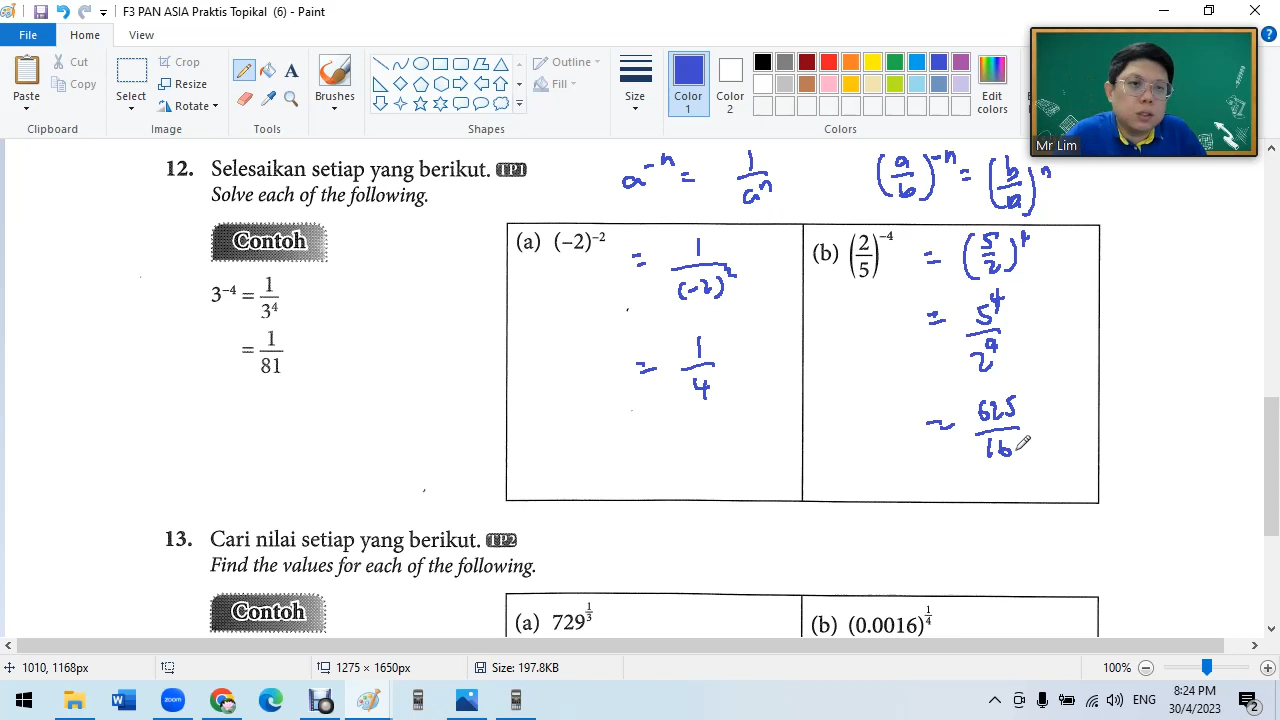 F3 PAN ASIA Praktis Topikal (6) - Paint
File Home View
Paste Cut Copy Clipboard
Select Crop Resize Rotate Image
Tools
Brushes
Shapes Outline Fill
Size
Color 1 Color 2 Edit colors Colors
Mr Lim
a^{-n} = 1/a^n (a/b)^{-n} = (b/a)^n
12. Selesaikan setiap yang berikut. TP1
Solve each of the following.
Contoh
3^{-4} = 1/3^4
= 1/81
(a) (–2)^{–2} = 1/(-2)^2
= 1/4
(b) (2/5)^{–4} = (5/2)^4
= 5^4/2^4
= 625/16
13. Cari nilai setiap yang berikut. TP2
Find the values for each of the following.
Contoh
(a) 729^{1/3}
(b) (0.0016)^{1/4}
1010, 1168px 1275 × 1650px Size: 197.8KB 100%
zoom
ENG
8:24 PM
30/4/2023
2